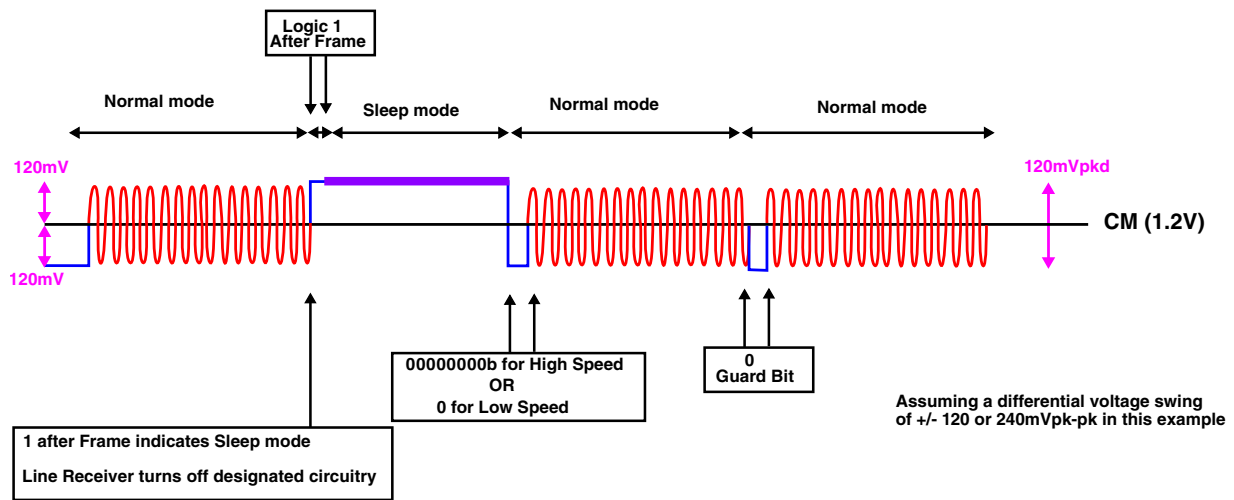 Logic 1
After Frame
Normal mode
Sleep mode
Normal mode
Normal mode
120mV
120mVpkd
CM (1.2V)
120mV
00000000b for High Speed
OR
0 for Low Speed
0
Guard Bit
Assuming a differential voltage swing
of +/- 120 or 240mVpk-pk in this example
1 after Frame indicates Sleep mode
Line Receiver turns off designated circuitry